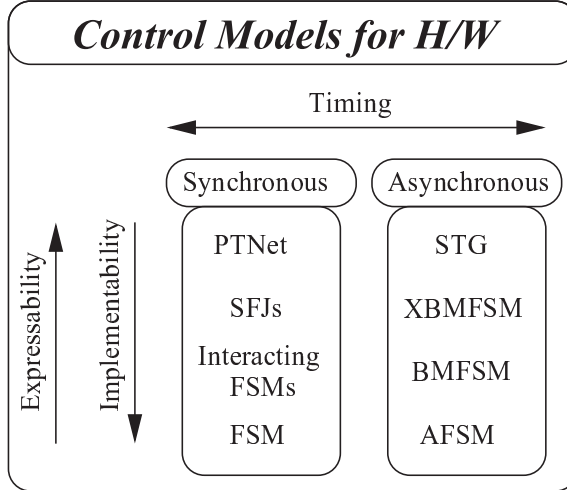 Control Models for H/W
Timing
Synchronous
Asynchronous
Expressability
Implementability
PTNet
STG
SFJs
XBMFSM
Interacting
FSMs
BMFSM
FSM
AFSM